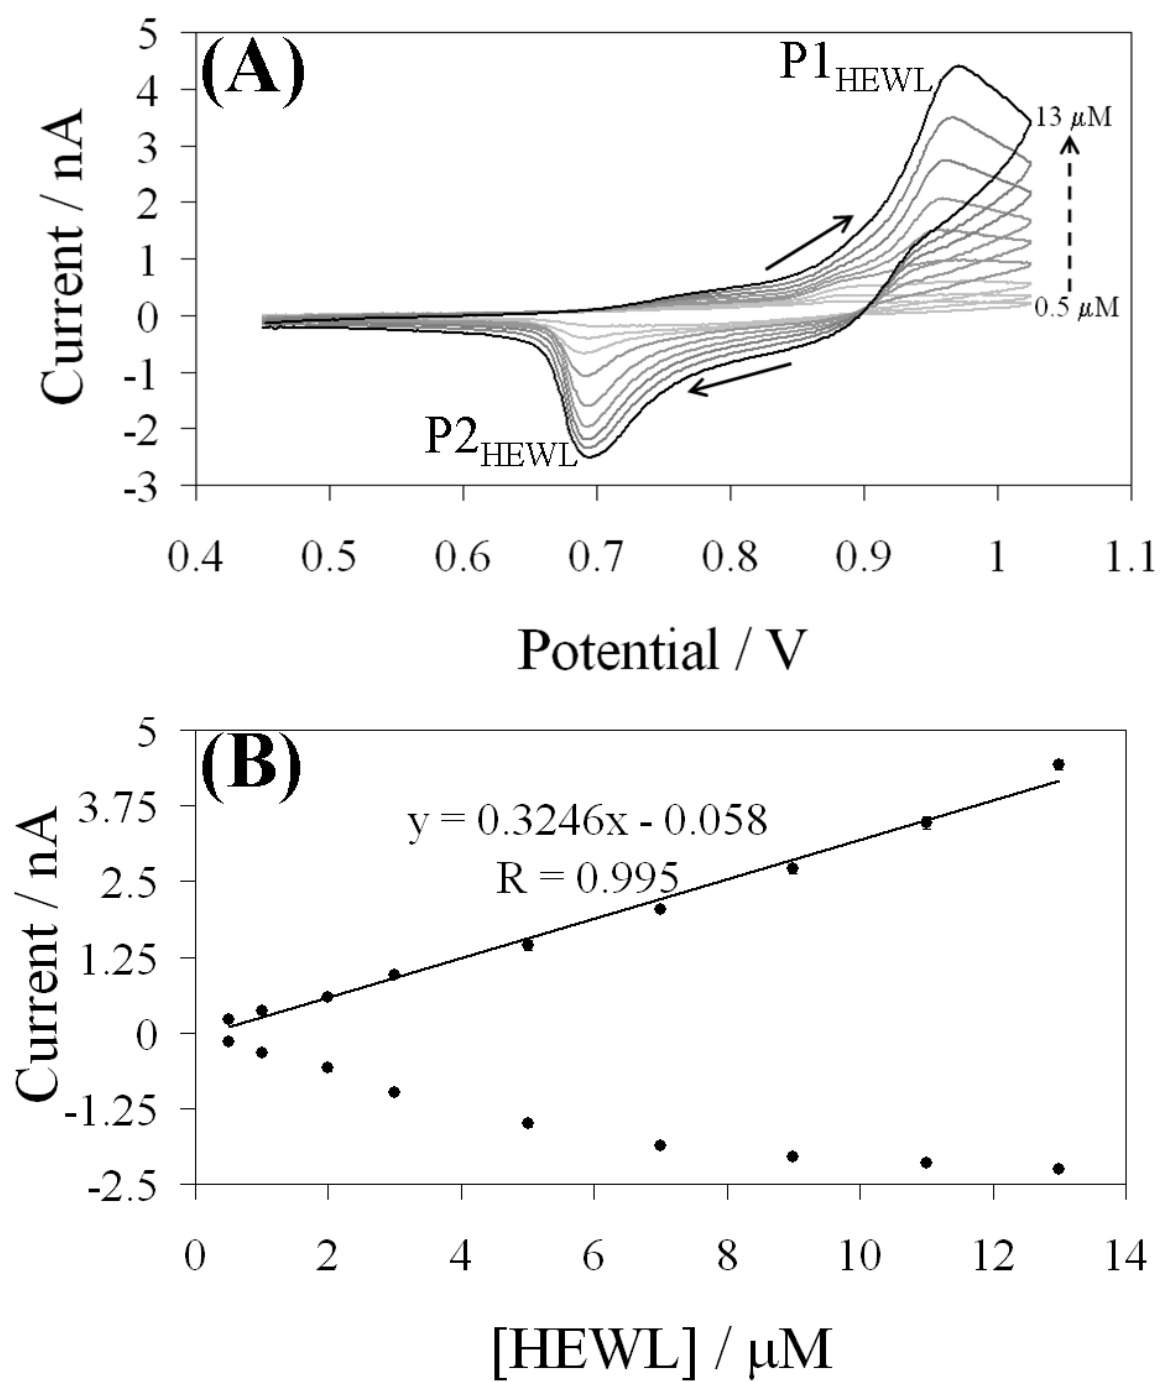 (A)
P1HEWL
13 μM
0.5 μM
P2HEWL
Current / nA
5
4
3
2
1
0
-1
-2
-3
0.4 0.5 0.6 0.7 0.8 0.9 1 1.1
Potential / V
(B)
y = 0.3246x - 0.058
R = 0.995
Current / nA
5
3.75
2.5
1.25
0
-1.25
-2.5
0 2 4 6 8 10 12 14
[HEWL] / μM